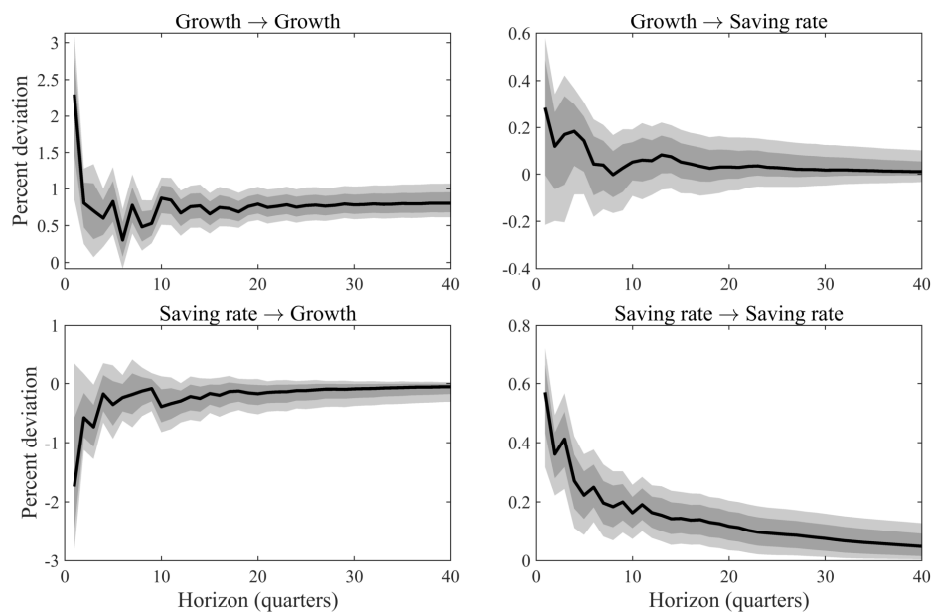 Growth → Growth
Percent deviation
3
2.5
2
1.5
1
0.5
0
0 10 20 30 40
Growth → Saving rate
0.6
0.4
0.2
0
-0.2
-0.4
0 10 20 30 40
Saving rate → Growth
Percent deviation
1
0
-1
-2
-3
0 10 20 30 40
Horizon (quarters)
Saving rate → Saving rate
0.8
0.6
0.4
0.2
0
0 10 20 30 40
Horizon (quarters)